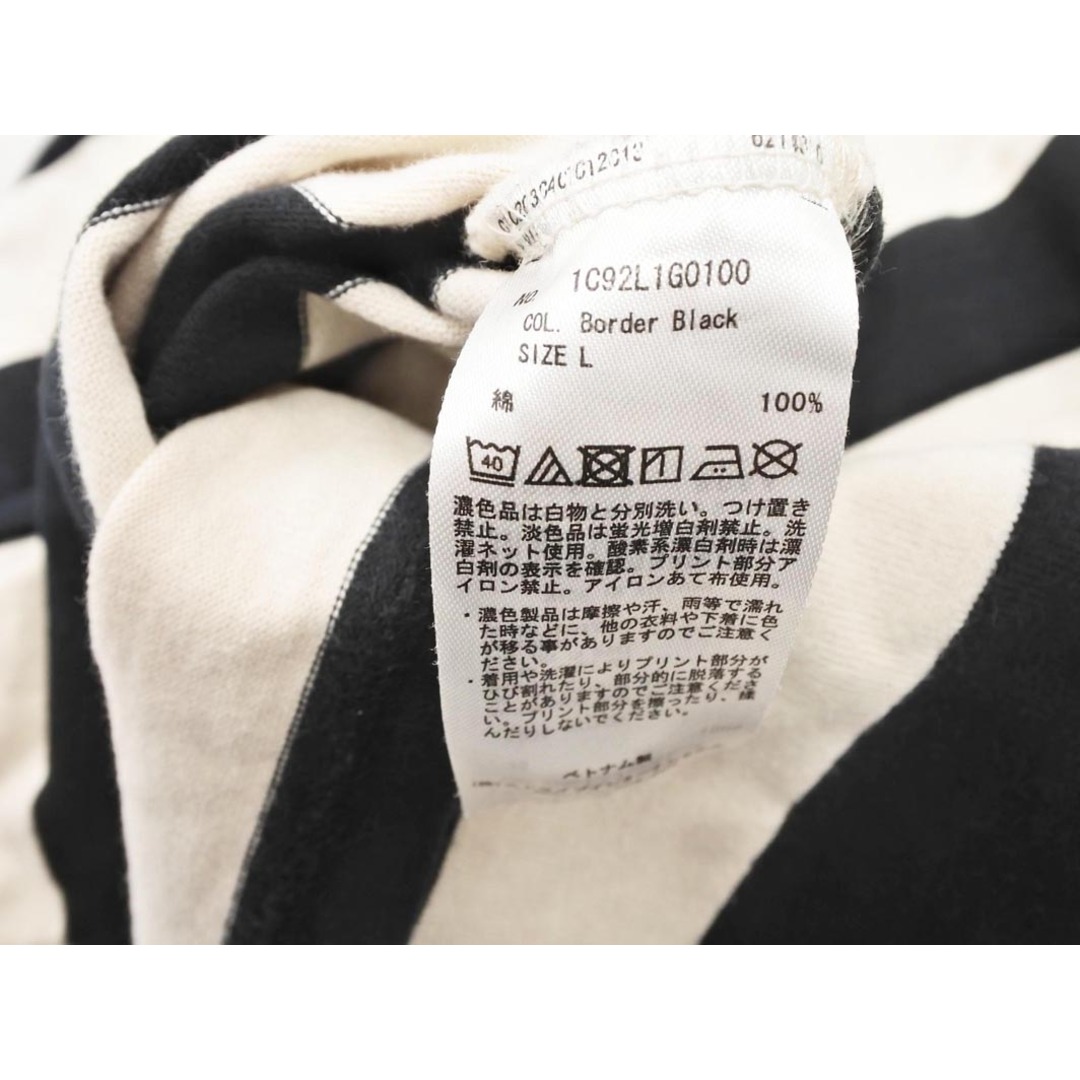 NO. 1C92L1G0100
COL. Border Black
SIZE L
綿 100%
40
濃色品は白物と分別洗い。つけ置き
禁止。淡色品は蛍光増白剤禁止。洗
濯ネット使用。酸素系漂白剤時は漂
白剤の表示を確認。プリント部分ア
イロン禁止。アイロンあて布使用。
・濃色製品は摩擦や汗、雨等で濡れ
た時などに、他の衣料や下着に色
が移る事がありますのでご注意く
ださい。
・着用や洗濯によりプリント部分が
ひび割れたり、部分的に脱落する
ことがありますのでご注意くださ
い。プリント部分を擦ったり、揉
んだりしないでください。
ベトナム製